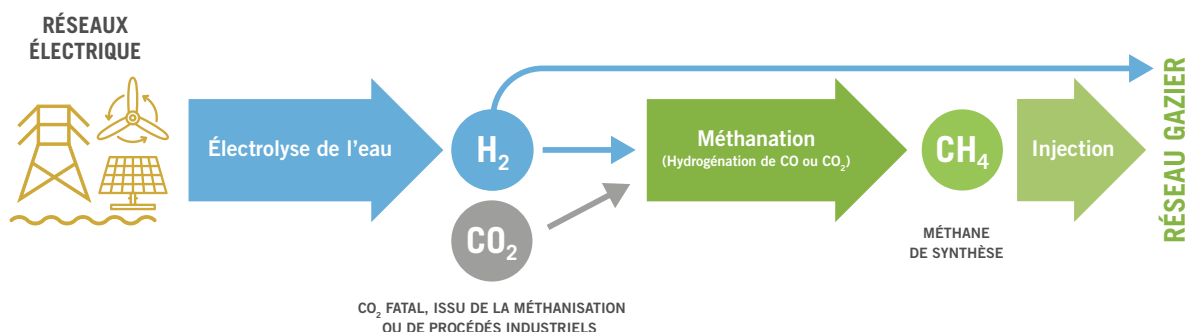 RÉSEAUX
ÉLECTRIQUE
Électrolyse de l'eau
H₂
CO₂
CO₂ FATAL, ISSU DE LA MÉTHANISATION
OU DE PROCÉDÉS INDUSTRIELS
Méthanation
(Hydrogénation de CO ou CO₂)
CH₄
MÉTHANE
DE SYNTHÈSE
Injection
RÉSEAU GAZIER